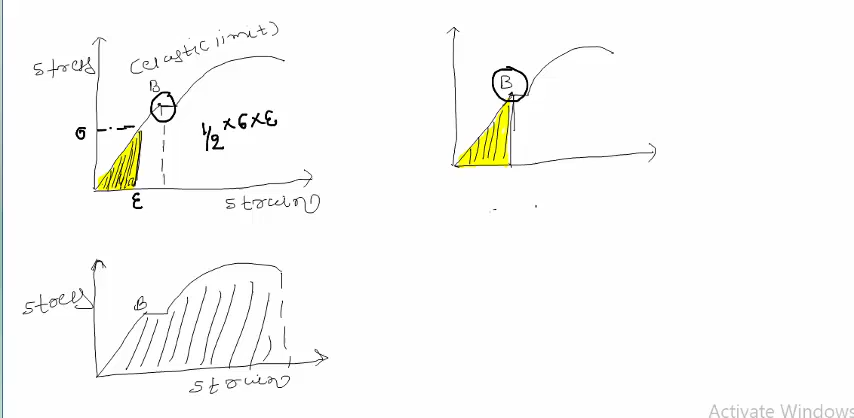 Stress
(elastic limit)
B
σ
1/2 × σ × ε
ε
Strain
B
Stress
B
Strain
Activate Windows